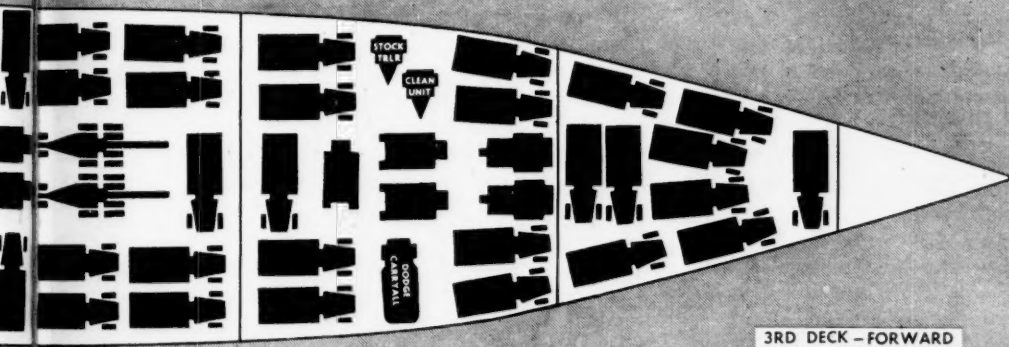 STOCK
TRLR
CLEAN
UNIT
DODGE
CARRYALL
3RD DECK – FORWARD